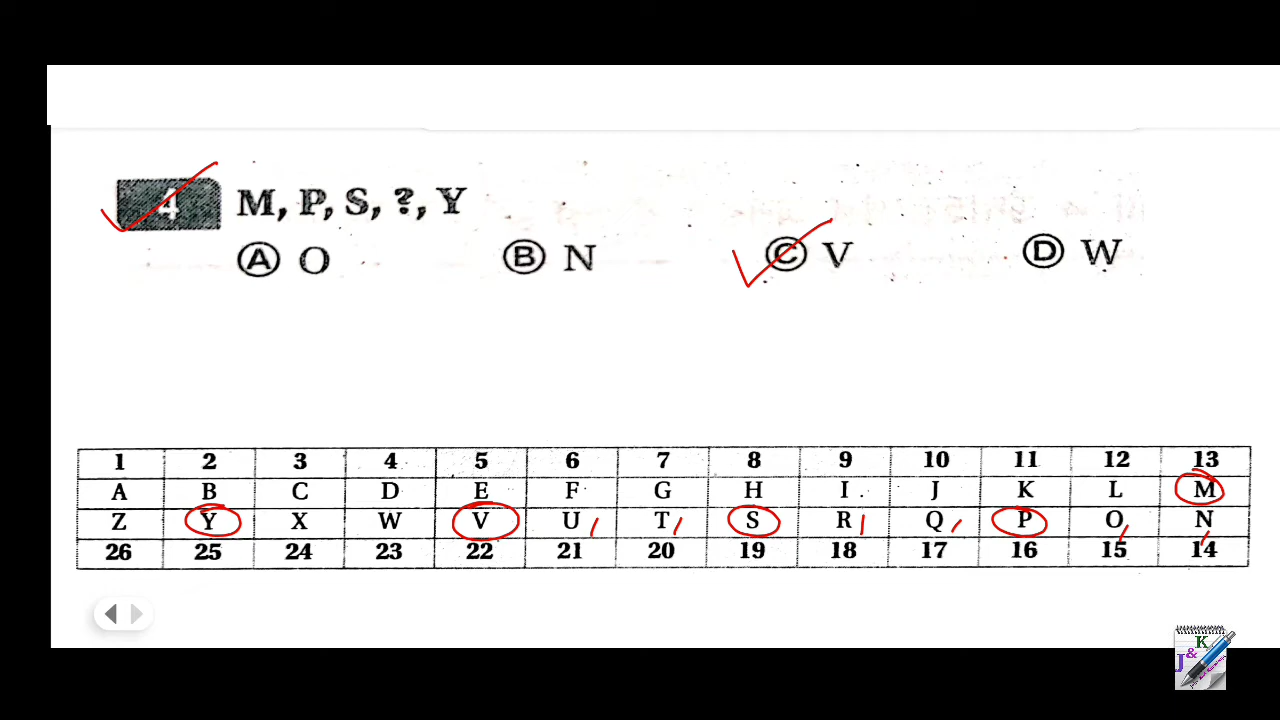 4 M, P, S, ?, Y
A O B N C V D W
1 2 3 4 5 6 7 8 9 10 11 12 13
A B C D E F G H I J K L M
Z Y X W V U T S R Q P O N
26 25 24 23 22 21 20 19 18 17 16 15 14
J & K